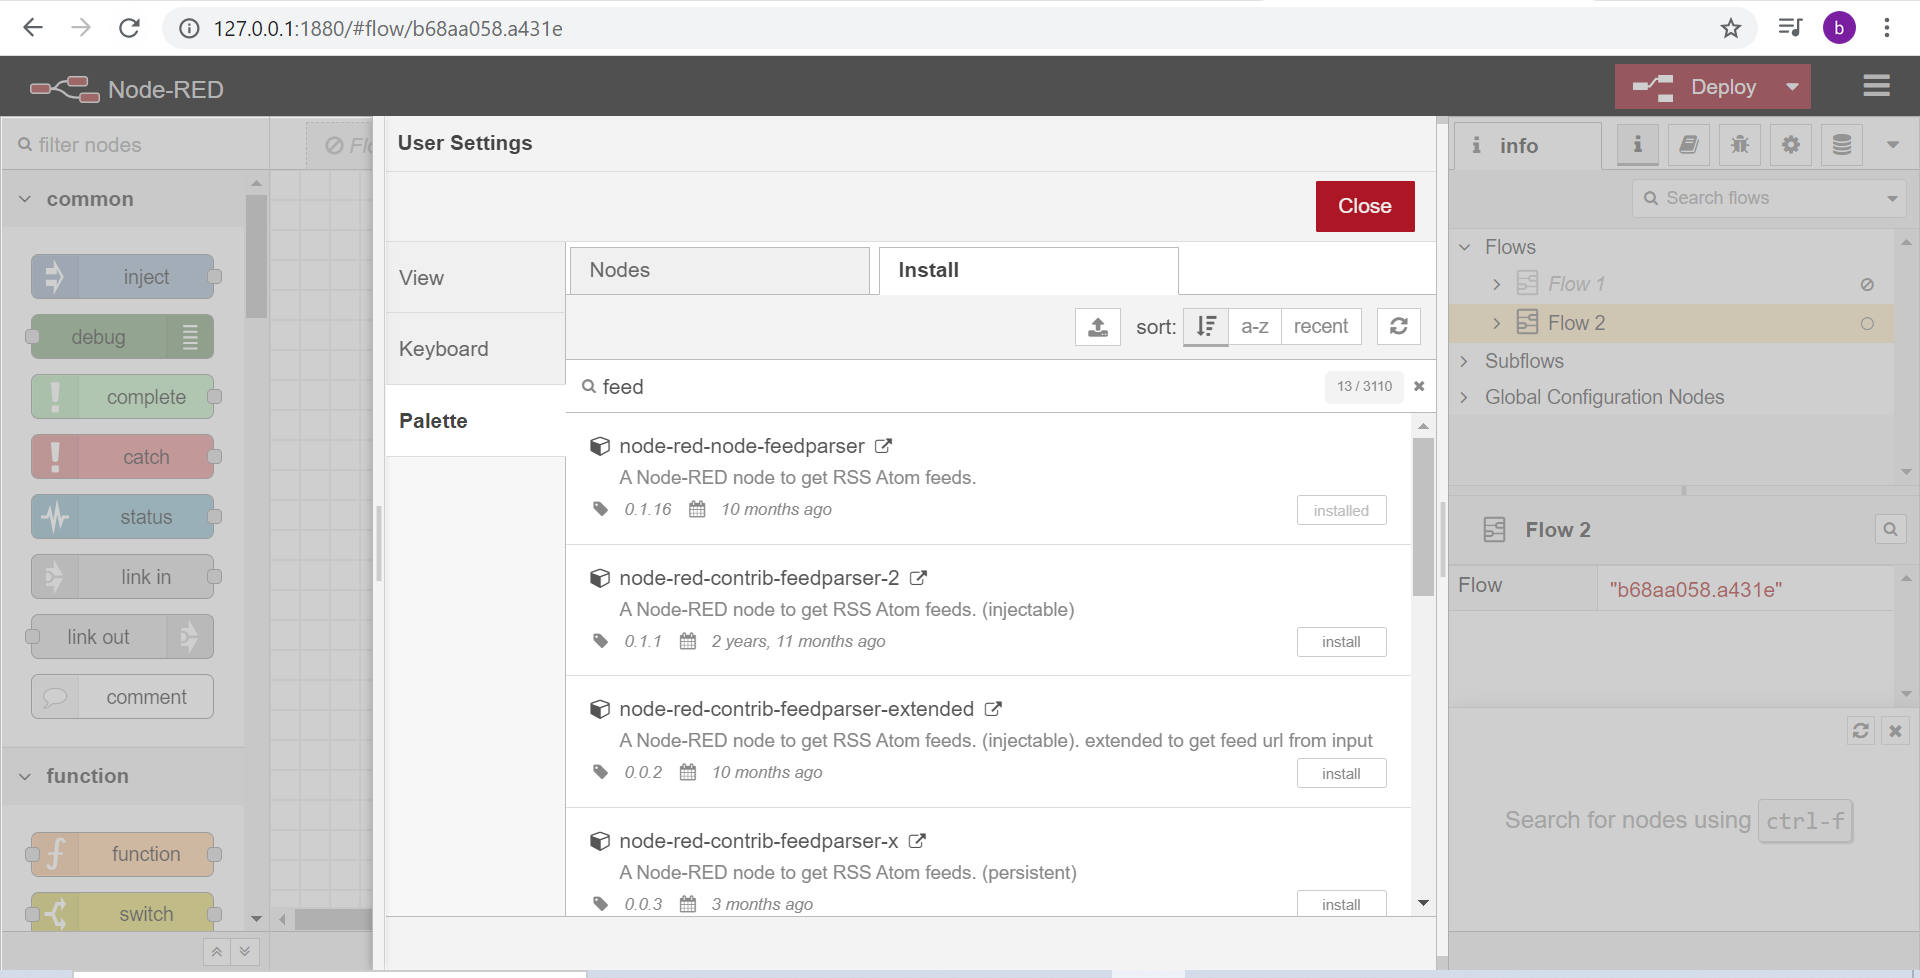 127.0.0.1:1880/#flow/b68aa058.a431e
b
Node-RED
Deploy
filter nodes
common
inject
debug
complete
catch
status
link in
link out
comment
function
function
switch
User Settings
Close
View
Keyboard
Palette
Nodes
Install
sort:
a-z
recent
feed
13 / 3110
node-red-node-feedparser
A Node-RED node to get RSS Atom feeds.
0.1.16
10 months ago
installed
node-red-contrib-feedparser-2
A Node-RED node to get RSS Atom feeds. (injectable)
0.1.1
2 years, 11 months ago
install
node-red-contrib-feedparser-extended
A Node-RED node to get RSS Atom feeds. (injectable). extended to get feed url from input
0.0.2
10 months ago
install
node-red-contrib-feedparser-x
A Node-RED node to get RSS Atom feeds. (persistent)
0.0.3
3 months ago
install
info
Search flows
Flows
Flow 1
Flow 2
Subflows
Global Configuration Nodes
Flow 2
Flow
"b68aa058.a431e"
Search for nodes using ctrl-f